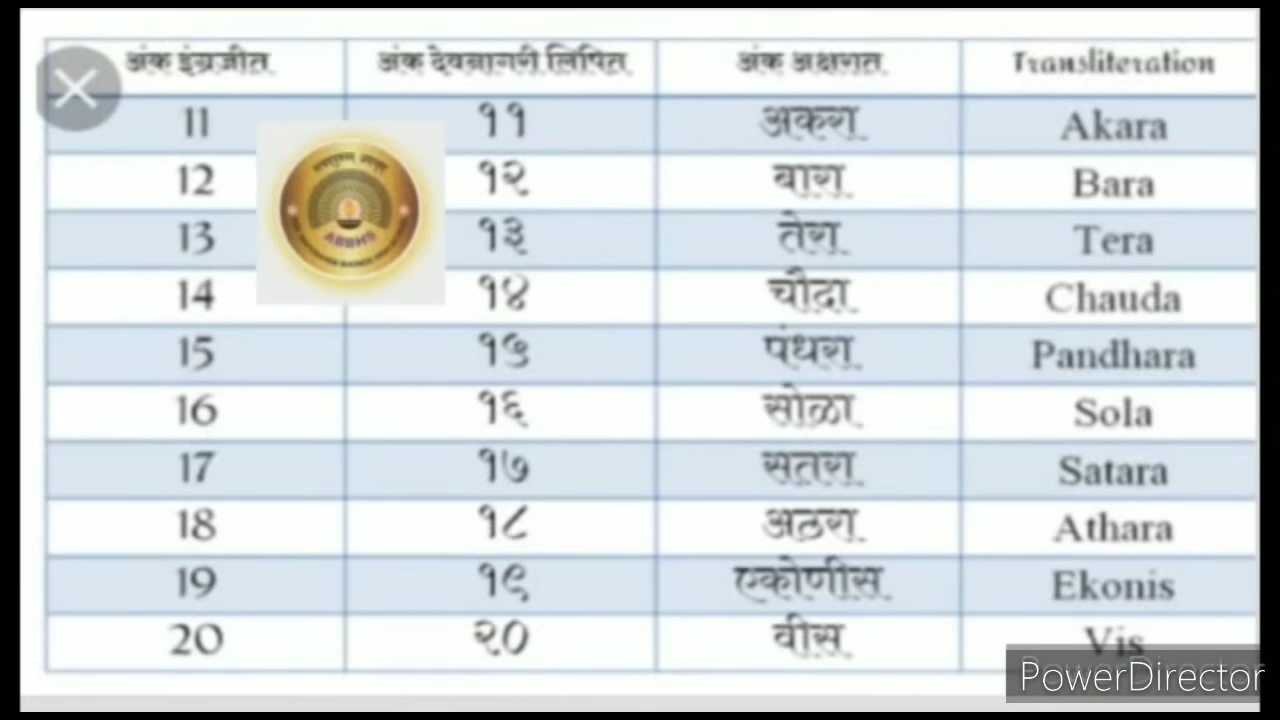 अंक इंग्रजीत अंक देवनागरी लिपित अंक अक्षरात Transliteration
11 ११ अकरा Akara
12 १२ बारा Bara
13 १३ तेरा Tera
14 १४ चौदा Chauda
15 १५ पंधरा Pandhara
16 १६ सोळा Sola
17 १७ सतरा Satara
18 १८ अठरा Athara
19 १९ एकोणीस Ekonis
20 २० वीस Vis
ABBMS
PowerDirector